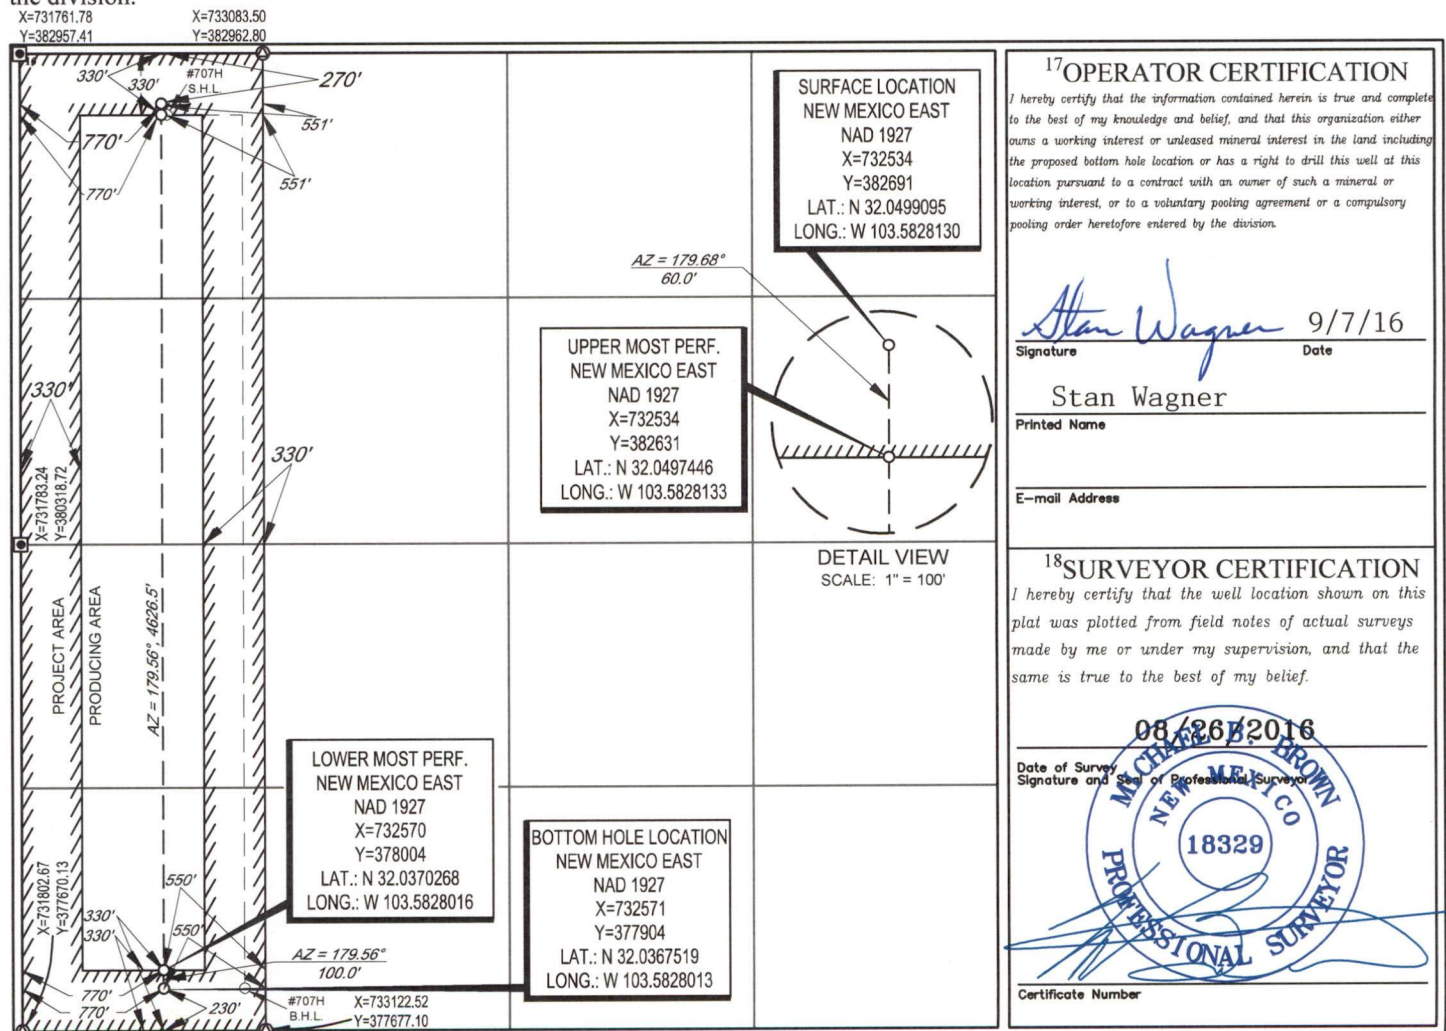 the division.
X=731761.78
Y=382957.41
X=733083.50
Y=382962.80
330'
330'
#707H
S.H.L.
270'
551'
770'
770'
551'
SURFACE LOCATION
NEW MEXICO EAST
NAD 1927
X=732534
Y=382691
LAT.: N 32.0499095
LONG.: W 103.5828130
AZ = 179.68°
60.0'
UPPER MOST PERF.
NEW MEXICO EAST
NAD 1927
X=732534
Y=382631
LAT.: N 32.0497446
LONG.: W 103.5828133
DETAIL VIEW
SCALE: 1" = 100'
330'
330'
X=731783.24
Y=380318.72
PROJECT AREA
PRODUCING AREA
AZ = 179.56°, 4626.5'
LOWER MOST PERF.
NEW MEXICO EAST
NAD 1927
X=732570
Y=378004
LAT.: N 32.0370268
LONG.: W 103.5828016
BOTTOM HOLE LOCATION
NEW MEXICO EAST
NAD 1927
X=732571
Y=377904
LAT.: N 32.0367519
LONG.: W 103.5828013
X=731802.67
Y=377670.13
550'
330'
330'
550'
AZ = 179.56°
100.0'
770'
770'
230'
#707H
B.H.L.
X=733122.52
Y=377677.10
17OPERATOR CERTIFICATION
I hereby certify that the information contained herein is true and complete
to the best of my knowledge and belief, and that this organization either
owns a working interest or unleased mineral interest in the land including
the proposed bottom hole location or has a right to drill this well at this
location pursuant to a contract with an owner of such a mineral or
working interest, or to a voluntary pooling agreement or a compulsory
pooling order heretofore entered by the division.
Stan Wagner 9/7/16
Signature Date
Stan Wagner
Printed Name
E-mail Address
18SURVEYOR CERTIFICATION
I hereby certify that the well location shown on this
plat was plotted from field notes of actual surveys
made by me or under my supervision, and that the
same is true to the best of my belief.
08/26/2016
Date of Survey
Signature and Seal of Professional Surveyor:
MICHAEL B. BROWN
NEW MEXICO
18329
PROFESSIONAL SURVEYOR
Certificate Number